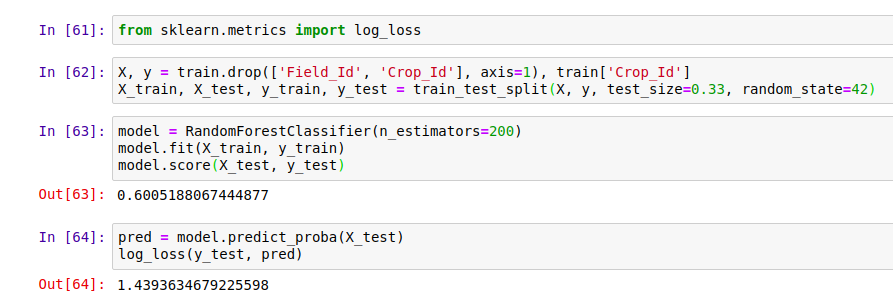 In [61]: from sklearn.metrics import log_loss
In [62]: X, y = train.drop(['Field_Id', 'Crop_Id'], axis=1), train['Crop_Id']
X_train, X_test, y_train, y_test = train_test_split(X, y, test_size=0.33, random_state=42)
In [63]: model = RandomForestClassifier(n_estimators=200)
model.fit(X_train, y_train)
model.score(X_test, y_test)
Out[63]: 0.6005188067444877
In [64]: pred = model.predict_proba(X_test)
log_loss(y_test, pred)
Out[64]: 1.4393634679225598